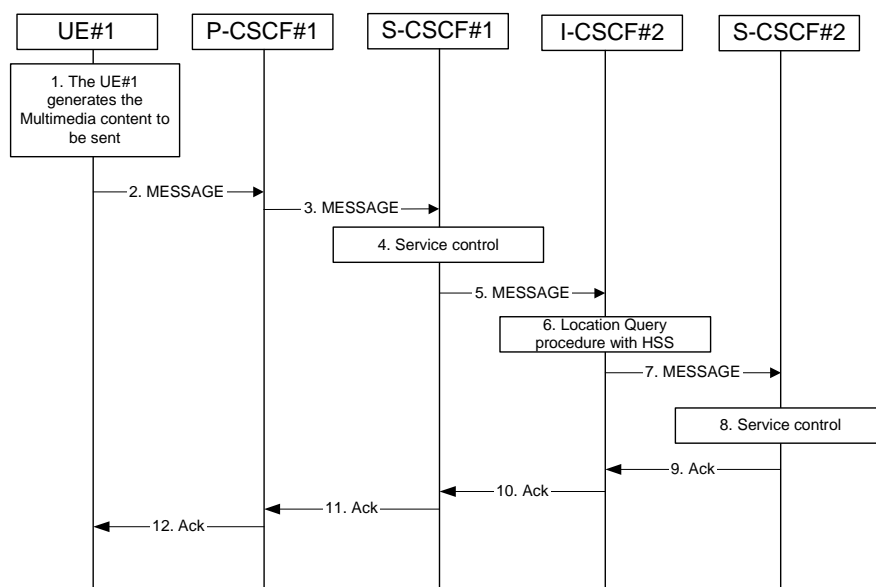 UE#1
P-CSCF#1
S-CSCF#1
I-CSCF#2
S-CSCF#2
1. The UE#1
generates the
Multimedia content to
be sent
2. MESSAGE
3. MESSAGE
4. Service control
5. MESSAGE
6. Location Query
procedure with HSS
7. MESSAGE
8. Service control
9. Ack
10. Ack
11. Ack
12. Ack